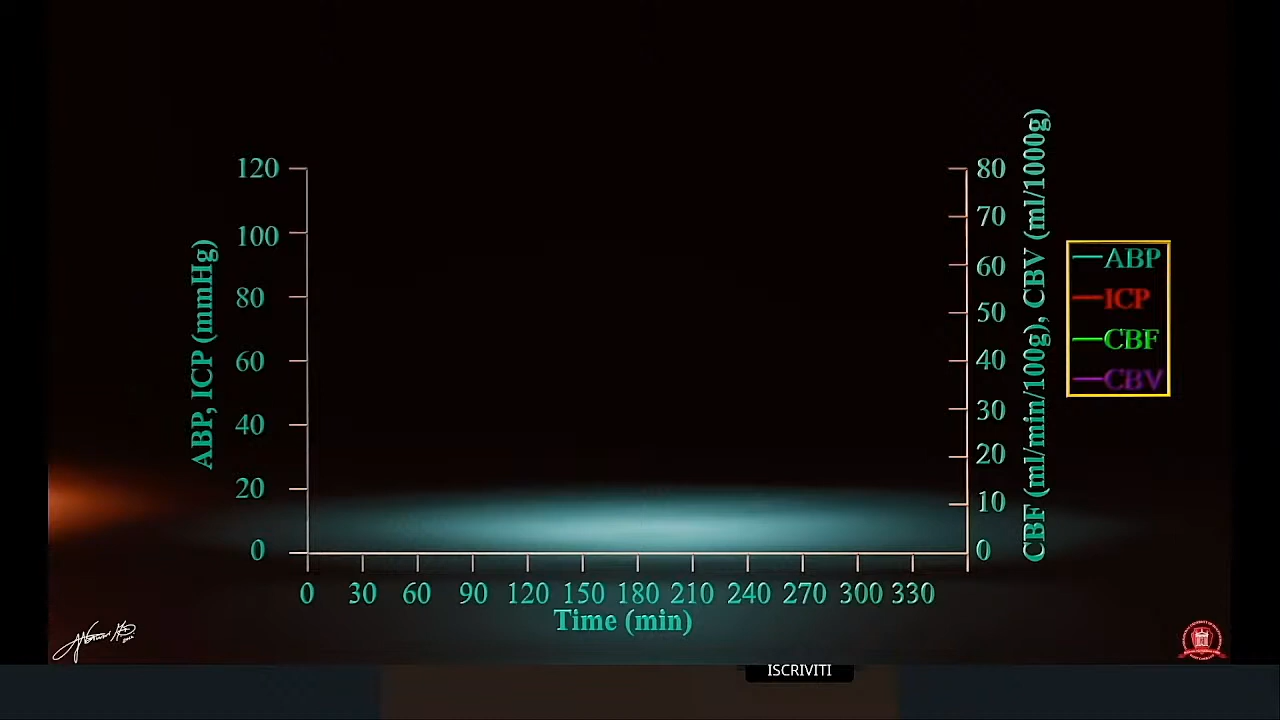 120
100
80
60
40
20
0
ABP, ICP (mmHg)
0 30 60 90 120 150 180 210 240 270 300 330
Time (min)
80
70
60
50
40
30
20
10
0
CBF (ml/min/100g), CBV (ml/1000g)
ABP
ICP
CBF
CBV
ISCRIVITI